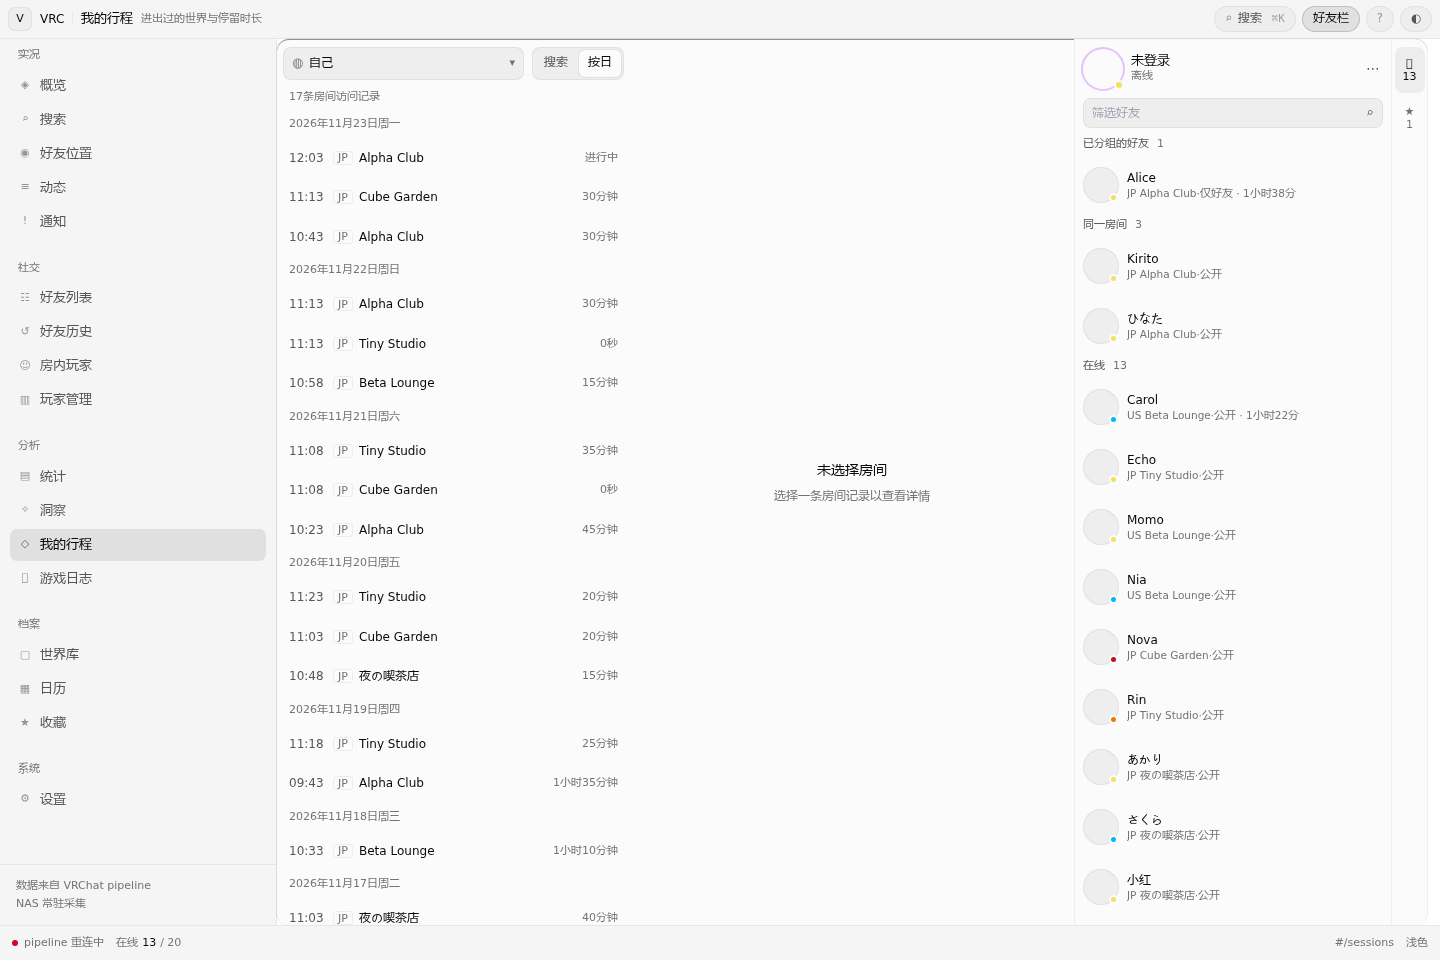 V VRC 我的行程 进出过的世界与停留时长
搜索 ⌘K 好友栏 ?
实况
概览
搜索
好友位置
动态
通知
社交
好友列表
好友历史
房内玩家
玩家管理
分析
统计
洞察
我的行程
游戏日志
档案
世界库
日历
收藏
系统
设置
数据来自 VRChat pipeline
NAS 常驻采集
自己
搜索 按日
17条房间访问记录
2026年11月23日周一
12:03 JP Alpha Club 进行中
11:13 JP Cube Garden 30分钟
10:43 JP Alpha Club 30分钟
2026年11月22日周日
11:13 JP Alpha Club 30分钟
11:13 JP Tiny Studio 0秒
10:58 JP Beta Lounge 15分钟
2026年11月21日周六
11:08 JP Tiny Studio 35分钟
11:08 JP Cube Garden 0秒
10:23 JP Alpha Club 45分钟
2026年11月20日周五
11:23 JP Tiny Studio 20分钟
11:03 JP Cube Garden 20分钟
10:48 JP 夜の喫茶店 15分钟
2026年11月19日周四
11:18 JP Tiny Studio 25分钟
09:43 JP Alpha Club 1小时35分钟
2026年11月18日周三
10:33 JP Beta Lounge 1小时10分钟
2026年11月17日周二
11:03 JP 夜の喫茶店 40分钟
未选择房间
选择一条房间记录以查看详情
未登录
离线
筛选好友
已分组的好友 1
Alice
JP Alpha Club·仅好友 · 1小时38分
同一房间 3
Kirito
JP Alpha Club·公开
ひなた
JP Alpha Club·公开
在线 13
Carol
US Beta Lounge·公开 · 1小时22分
Echo
JP Tiny Studio·公开
Momo
US Beta Lounge·公开
Nia
US Beta Lounge·公开
Nova
JP Cube Garden·公开
Rin
JP Tiny Studio·公开
あかり
JP 夜の喫茶店·公开
さくら
JP 夜の喫茶店·公开
小红
JP 夜の喫茶店·公开
13
★
1
pipeline 重连中 在线 13 / 20
#/sessions 浅色